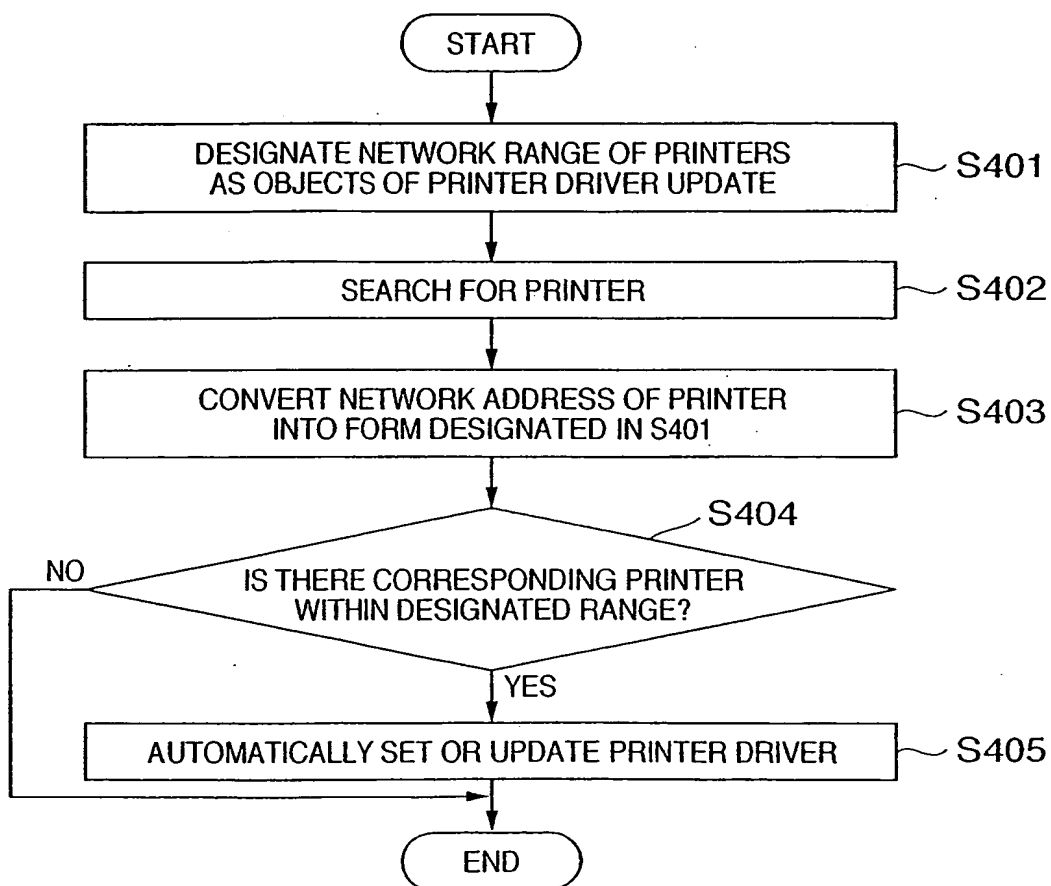 START
DESIGNATE NETWORK RANGE OF PRINTERS
AS OBJECTS OF PRINTER DRIVER UPDATE
S401
SEARCH FOR PRINTER
S402
CONVERT NETWORK ADDRESS OF PRINTER
INTO FORM DESIGNATED IN S401
S403
S404
NO
IS THERE CORRESPONDING PRINTER
WITHIN DESIGNATED RANGE?
YES
AUTOMATICALLY SET OR UPDATE PRINTER DRIVER
S405
END